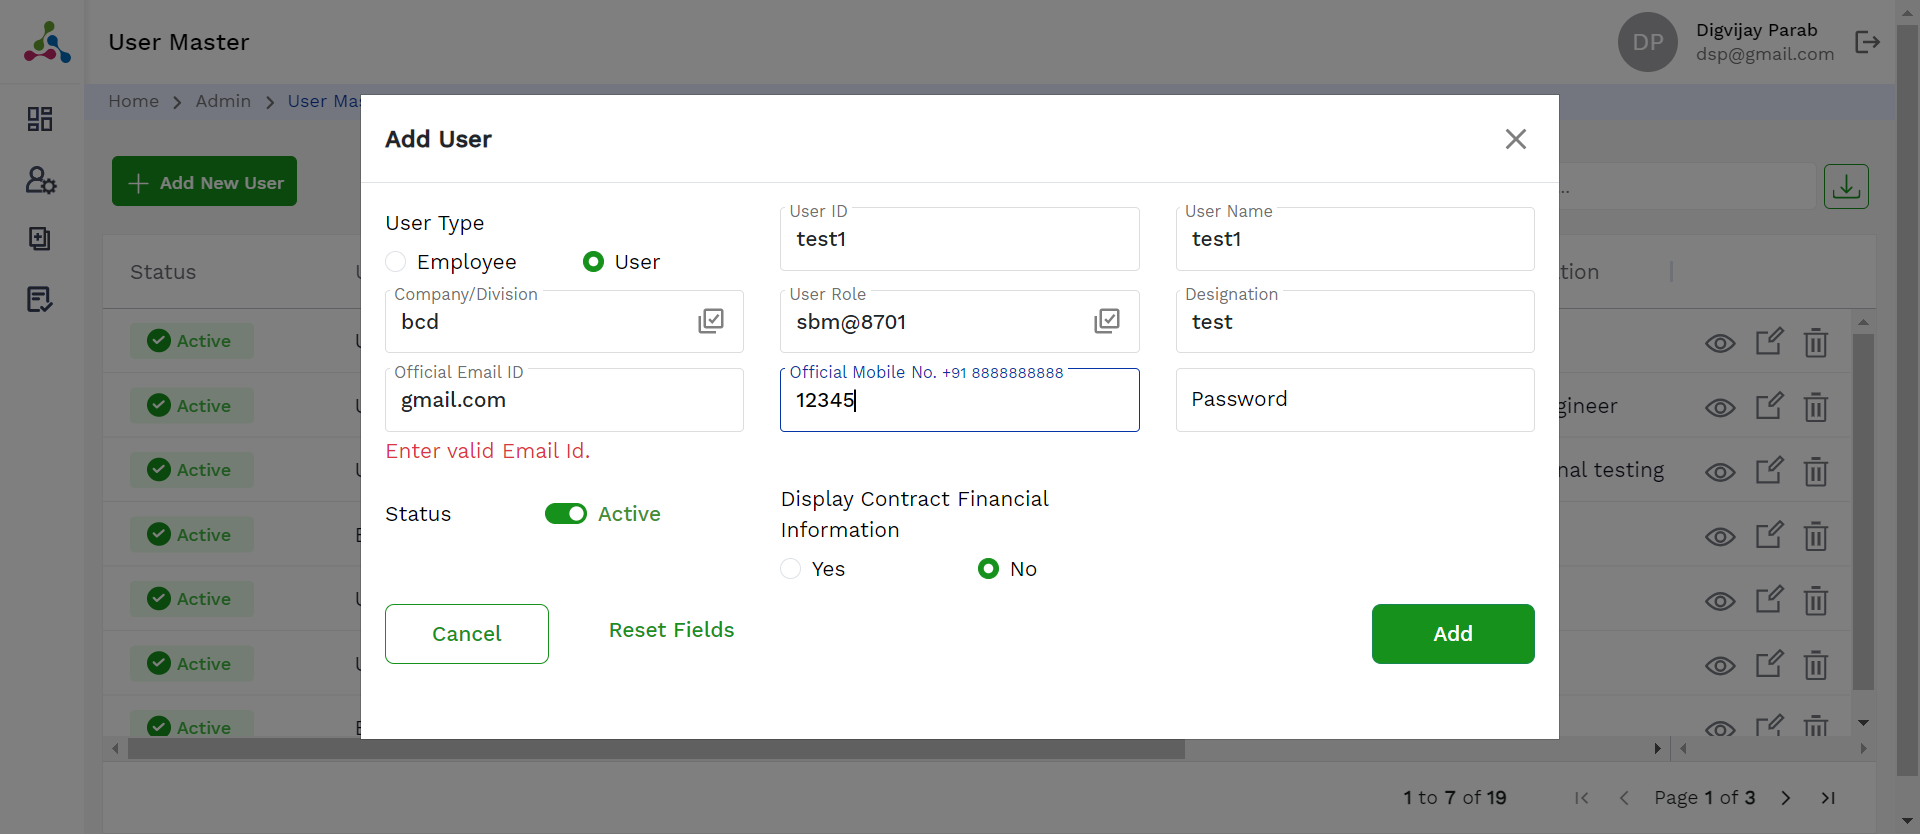 User Master
DP
Digvijay Parab
dsp@gmail.com
Home > Admin > User Ma
Add New User
Add User
User Type
Employee
User
User ID
test1
User Name
test1
Company/Division
bcd
User Role
sbm@8701
Designation
test
Official Email ID
gmail.com
Official Mobile No. +91 8888888888
12345
Password
Enter valid Email Id.
Status
Active
Display Contract Financial
Information
Yes
No
Cancel
Reset Fields
Add
Status
tion
Active
Active
gineer
Active
nal testing
Active
Active
Active
Active
1 to 7 of 19
Page 1 of 3